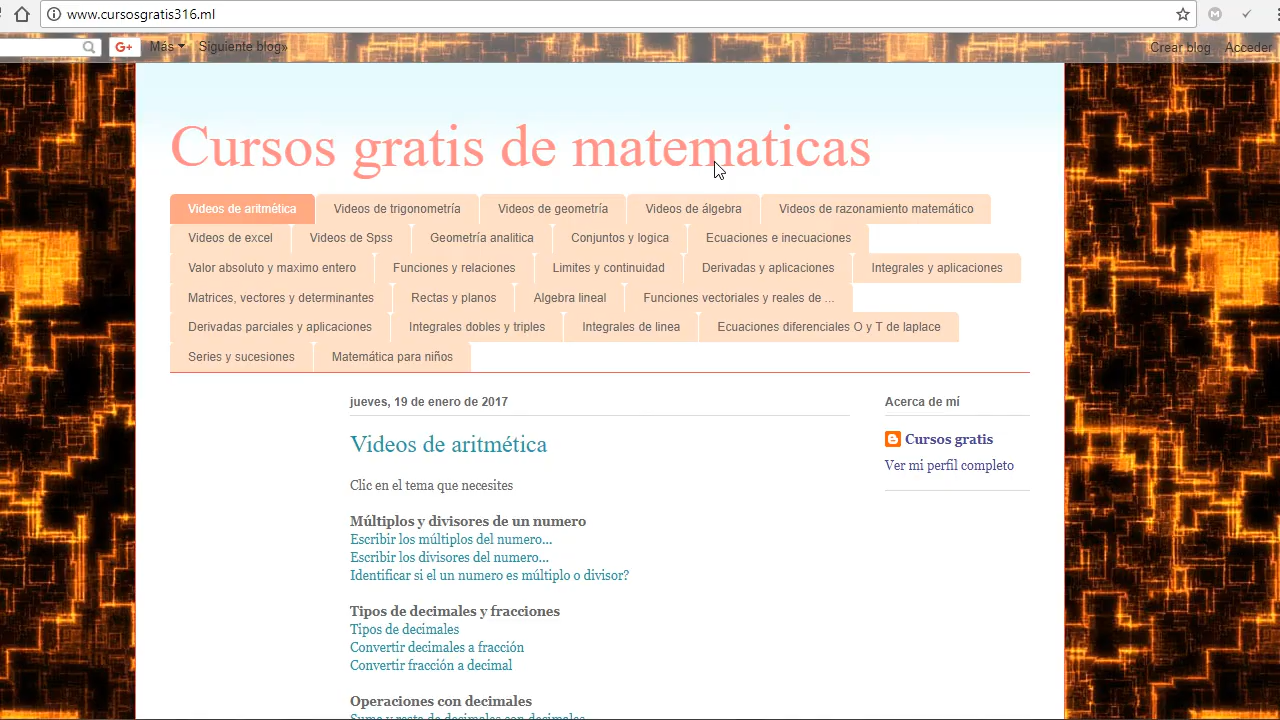 www.cursosgratis316.ml
G+ Más Siguiente blog» Crear blog Acceder
Cursos gratis de matematicas
Videos de aritmética Videos de trigonometría Videos de geometría Videos de álgebra Videos de razonamiento matemático
Videos de excel Videos de Spss Geometría analitica Conjuntos y logica Ecuaciones e inecuaciones
Valor absoluto y maximo entero Funciones y relaciones Limites y continuidad Derivadas y aplicaciones Integrales y aplicaciones
Matrices, vectores y determinantes Rectas y planos Algebra lineal Funciones vectoriales y reales de ...
Derivadas parciales y aplicaciones Integrales dobles y triples Integrales de linea Ecuaciones diferenciales O y T de laplace
Series y sucesiones Matemática para niños
jueves, 19 de enero de 2017
Videos de aritmética
Clic en el tema que necesites
Múltiplos y divisores de un numero
Escribir los múltiplos del numero...
Escribir los divisores del numero...
Identificar si el un numero es múltiplo o divisor?
Tipos de decimales y fracciones
Tipos de decimales
Convertir decimales a fracción
Convertir fracción a decimal
Operaciones con decimales
Suma y resta de decimales con decimales
Acerca de mí
Cursos gratis
Ver mi perfil completo